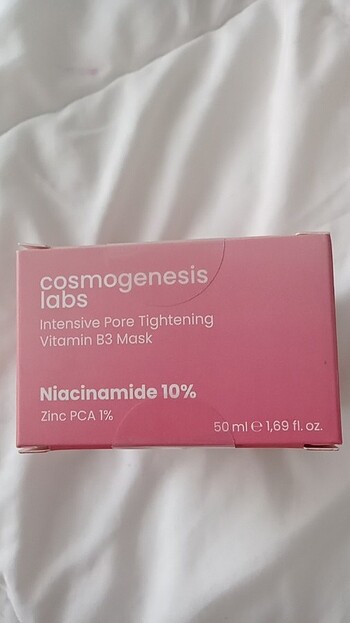 cosmogenesis
labs
Intensive Pore Tightening
Vitamin B3 Mask
Niacinamide 10%
Zinc PCA 1%
50 ml ℮ 1,69 fl. oz.